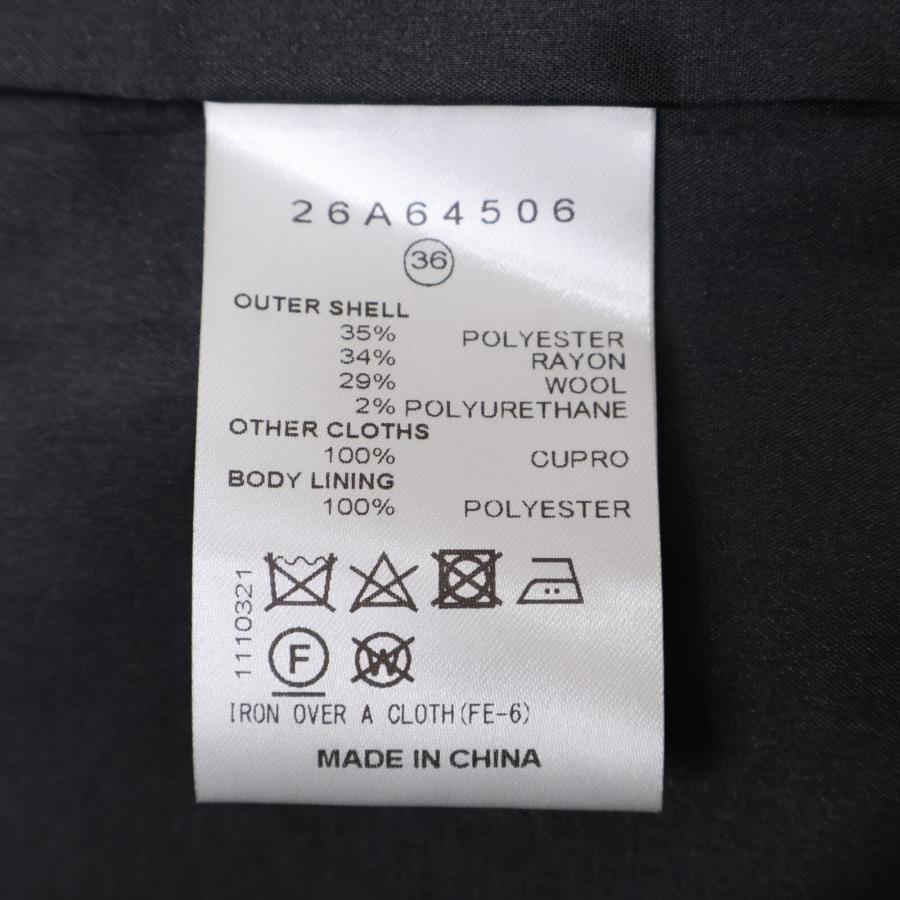 26A64506
36
OUTER SHELL
35% POLYESTER
34% RAYON
29% WOOL
2% POLYURETHANE
OTHER CLOTHS
100% CUPRO
BODY LINING
100% POLYESTER
1110321
F W
IRON OVER A CLOTH(FE-6)
MADE IN CHINA